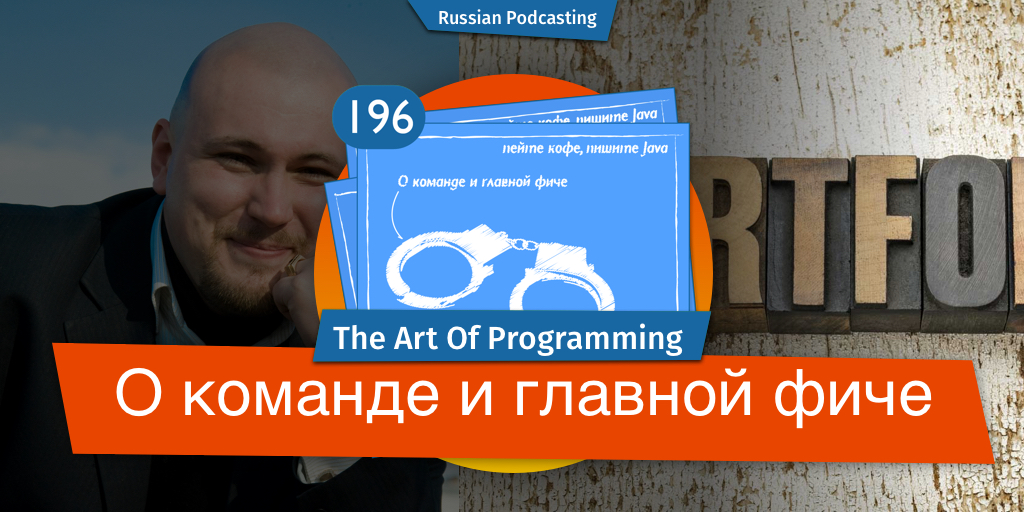 Russian Podcasting
196
кофе, пишите Java
пейте кофе, пишите Java
О команде и главной фиче
RTFO
The Art Of Programming
О команде и главной фиче